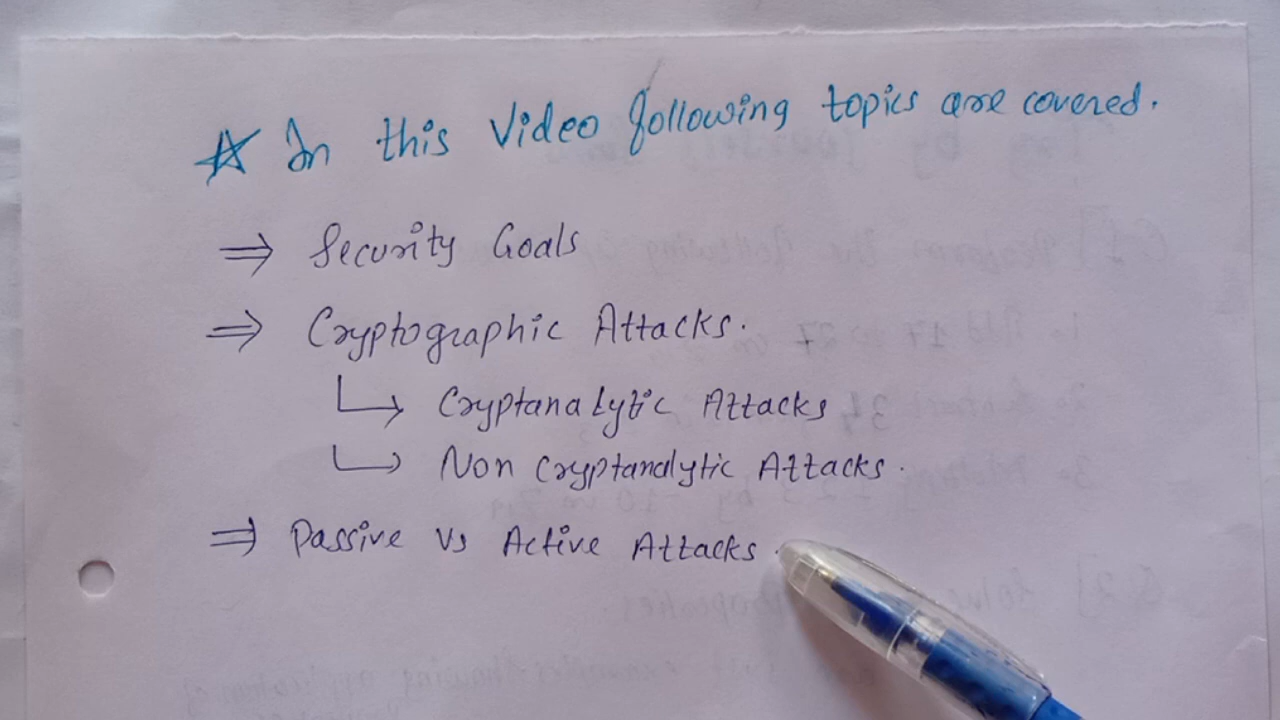 ☆ In this Video following topics are covered.
⇒ Security Goals
⇒ Cryptographic Attacks.
↳ Cryptanalytic Attacks
↳ Non Cryptanalytic Attacks.
⇒ Passive Vs Active Attacks.